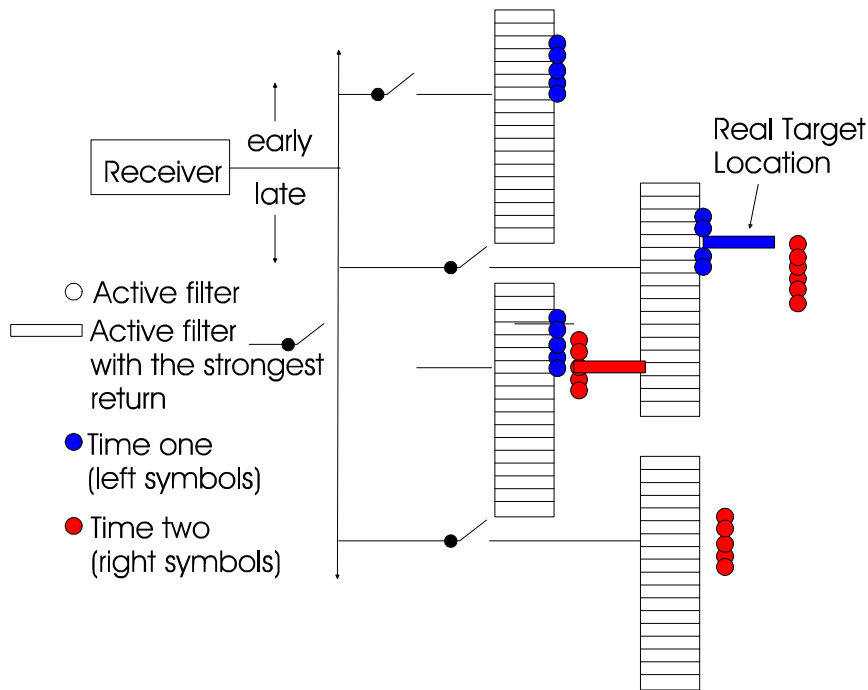 early
Receiver
late
Real Target
Location
Active filter
Active filter
with the strongest
return
Time one
(left symbols)
Time two
(right symbols)